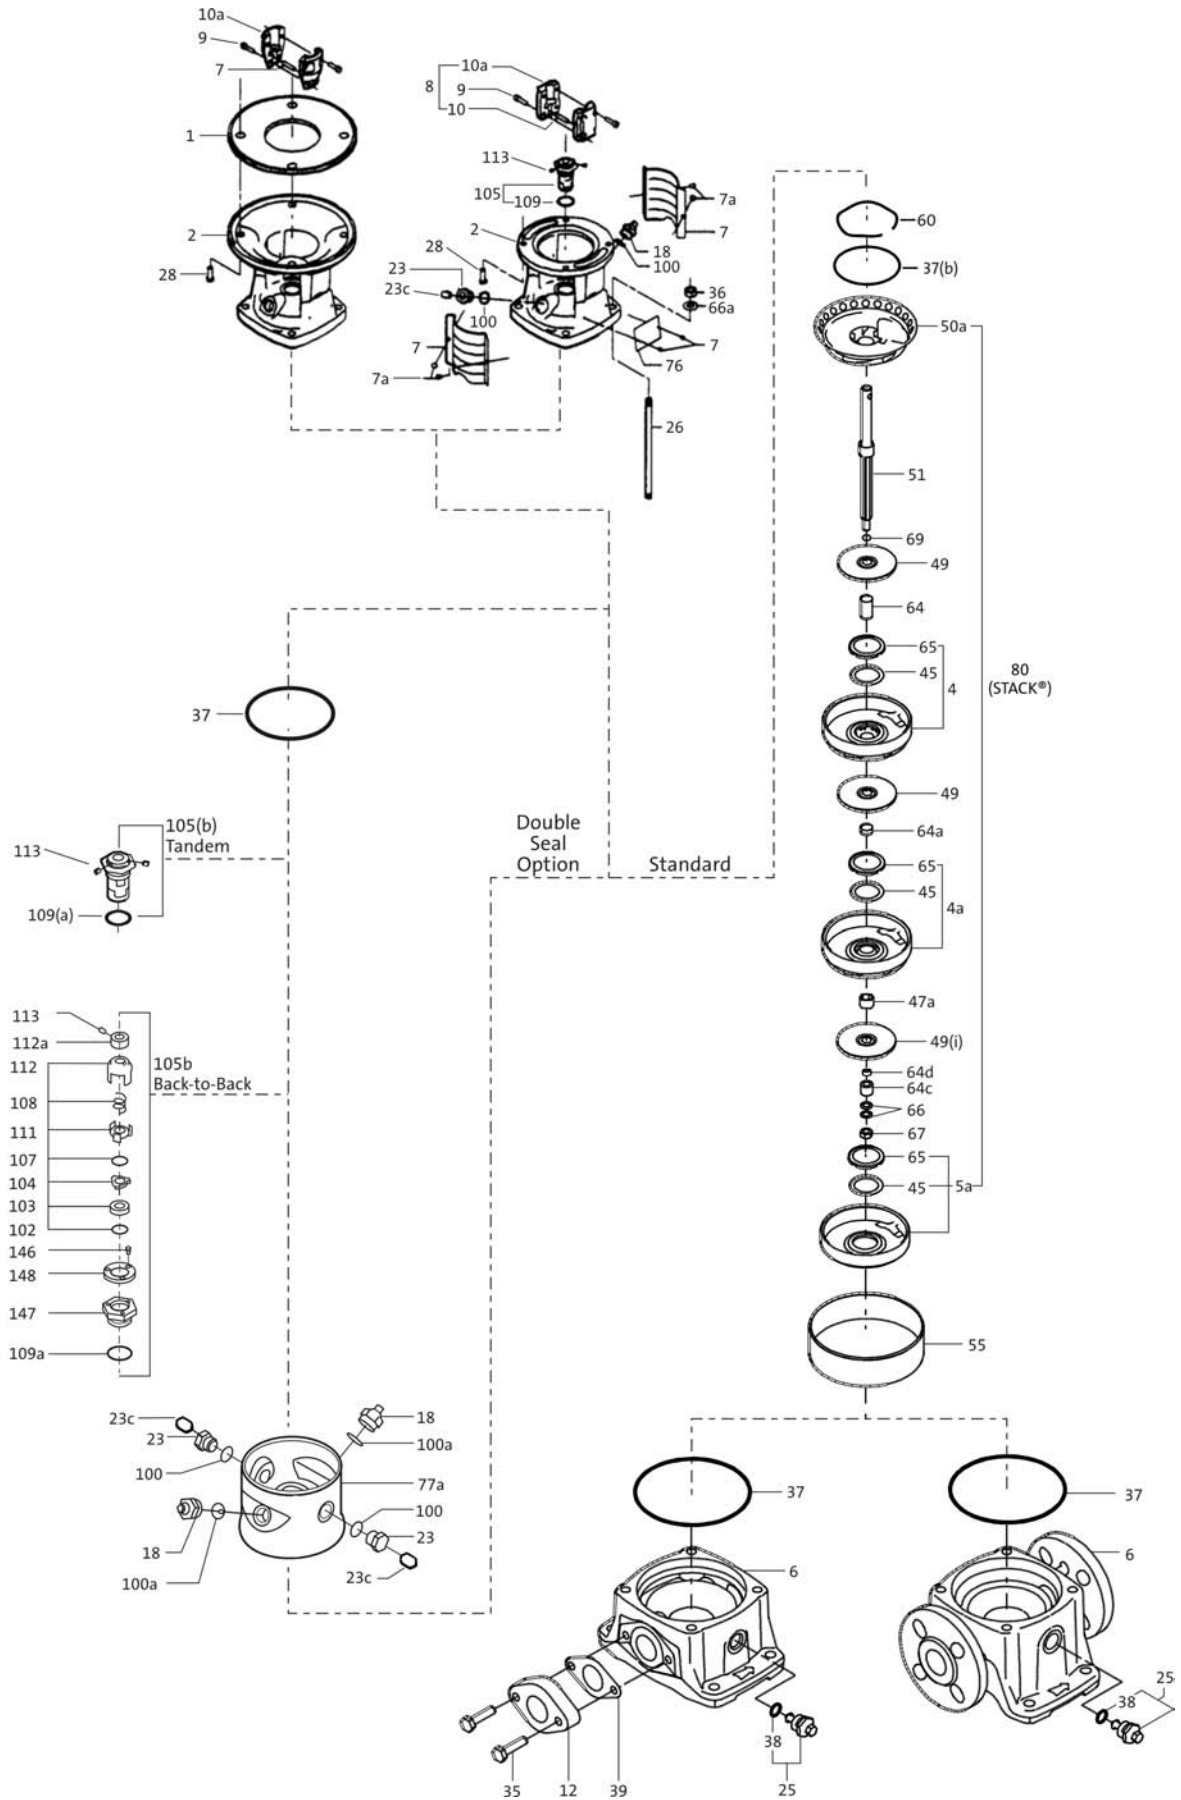 10a
9
7
1
2
28
10a
8
9
10
113
105
109
2
28
23
23c
100
7
7a
7a
7
18
100
36
66a
7
76
26
60
37(b)
50a
51
69
49
64
65
45
4
80
(STACK®)
49
64a
65
45
4a
47a
49(i)
64d
64c
66
67
65
45
5a
55
37
Double
Seal
Option
Standard
105(b)
Tandem
113
109(a)
113
112a
112
105b
Back-to-Back
108
111
107
104
103
102
146
148
147
109a
23c
23
100
18
100a
77a
100
23
23c
18
100a
37
6
38
25
35
12
39
37
6
38
25